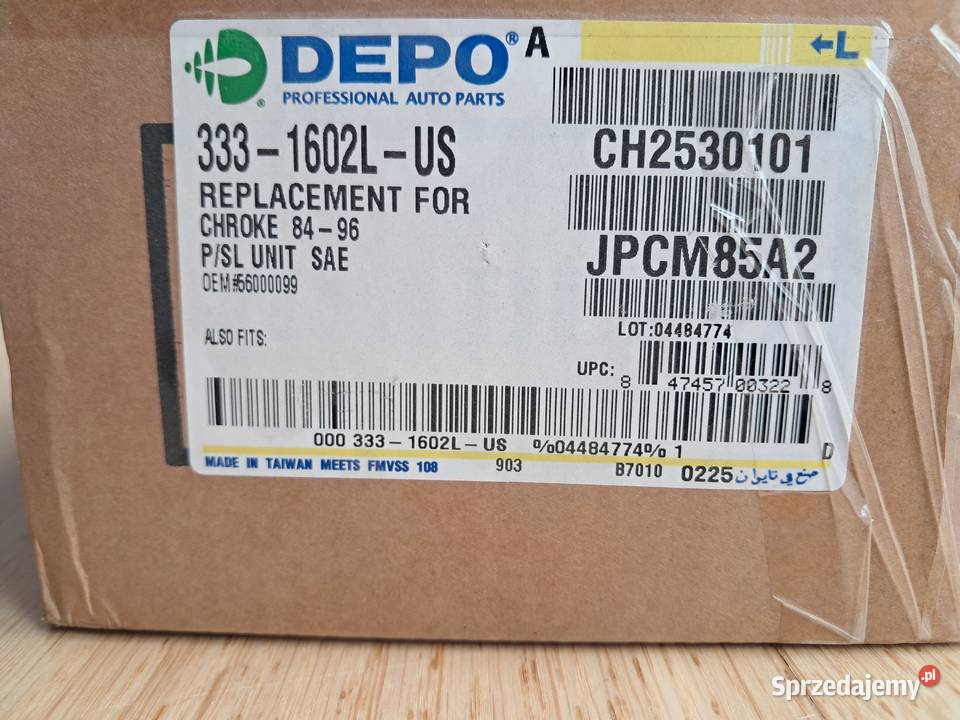 DEPO® A ←L
PROFESSIONAL AUTO PARTS
333-1602L-US
CH2530101
REPLACEMENT FOR
CHROKE 84-96
P/SL UNIT SAE
JPCM85A2
OEM#56000099
LOT:04484774
ALSO FITS:
UPC: 8 47457 00322 8
000 333-1602L-US %04484774% 1 D
MADE IN TAIWAN MEETS FMVSS 108 903 B7010 0225 صنع في تايوان
Sprzedajemy.pl